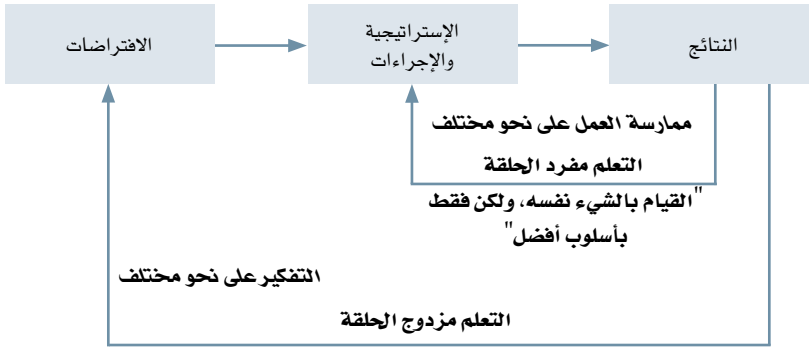 الافتراضات
الإستراتيجية
والإجراءات
النتائج
ممارسة العمل على نحو مختلف
التعلم مفرد الحلقة
"القيام بالشيء نفسه، ولكن فقط
بأسلوب أفضل"
التفكير على نحو مختلف
التعلم مزدوج الحلقة